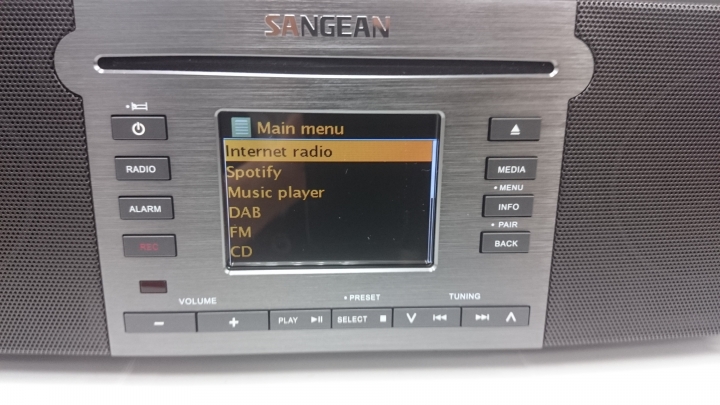 SANGEAN
Main menu
Internet radio
Spotify
Music player
DAB
FM
CD
RADIO
ALARM
REC
MEDIA
• MENU
INFO
• PAIR
BACK
VOLUME
• PRESET
TUNING
− + PLAY SELECT